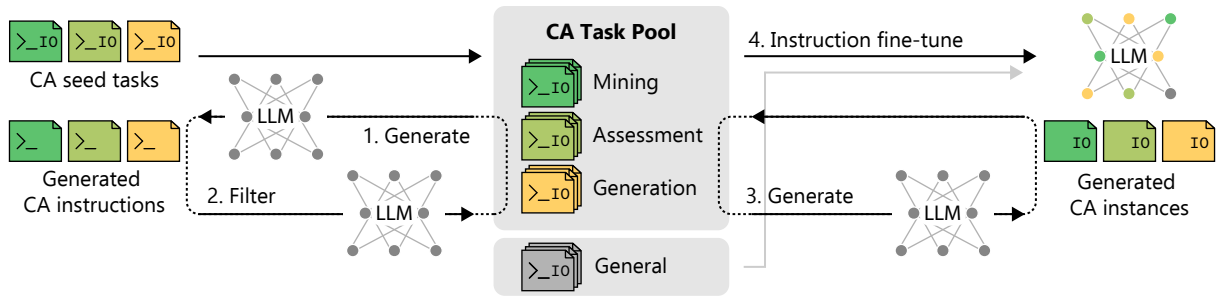 >_IO >_IO >_IO
CA seed tasks
LLM
>_ >_ >_
Generated
CA instructions
1. Generate
2. Filter
LLM
CA Task Pool
>_IO Mining
>_IO Assessment
>_IO Generation
>_IO General
4. Instruction fine-tune
LLM
3. Generate
LLM
IO IO IO
Generated
CA instances